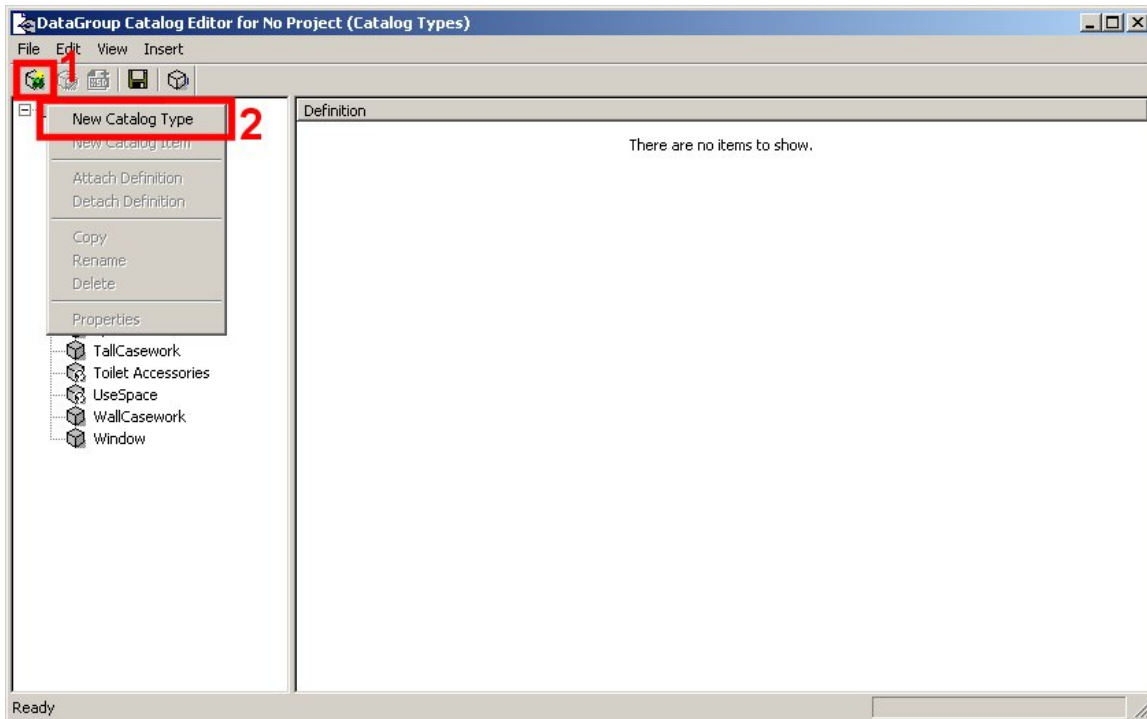 DataGroup Catalog Editor for No Project (Catalog Types)
File Edit View Insert
1
Definition
New Catalog Type
2
New Catalog Item
There are no items to show.
Attach Definition
Detach Definition
Copy
Rename
Delete
Properties
TallCasework
Toilet Accessories
UseSpace
WallCasework
Window
Ready